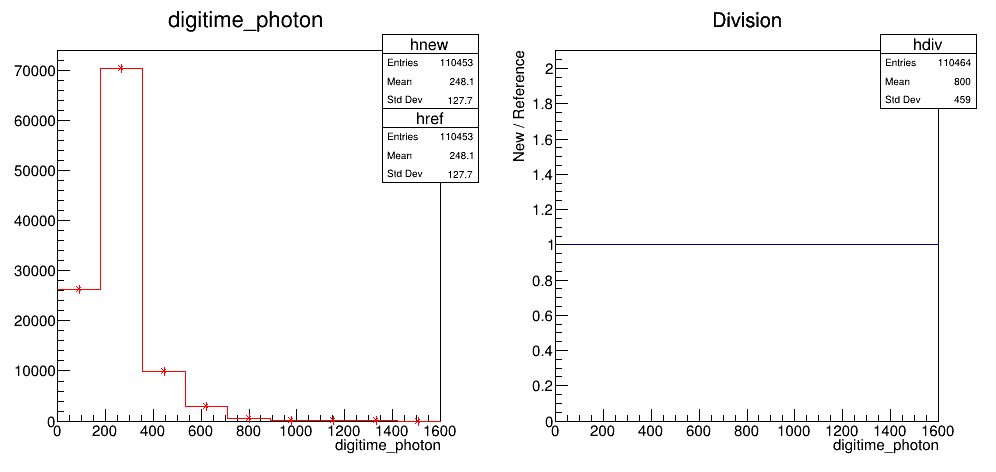 digitime_photon
hnew
Entries 110453
Mean 248.1
Std Dev 127.7
href
Entries 110453
Mean 248.1
Std Dev 127.7
70000
60000
50000
40000
30000
20000
10000
0
0 200 400 600 800 1000 1200 1400 1600
digitime_photon
Division
hdiv
Entries 110464
Mean 800
Std Dev 459
New / Reference
2
1.8
1.6
1.4
1.2
1
0.8
0.6
0.4
0.2
0
0 200 400 600 800 1000 1200 1400 1600
digitime_photon